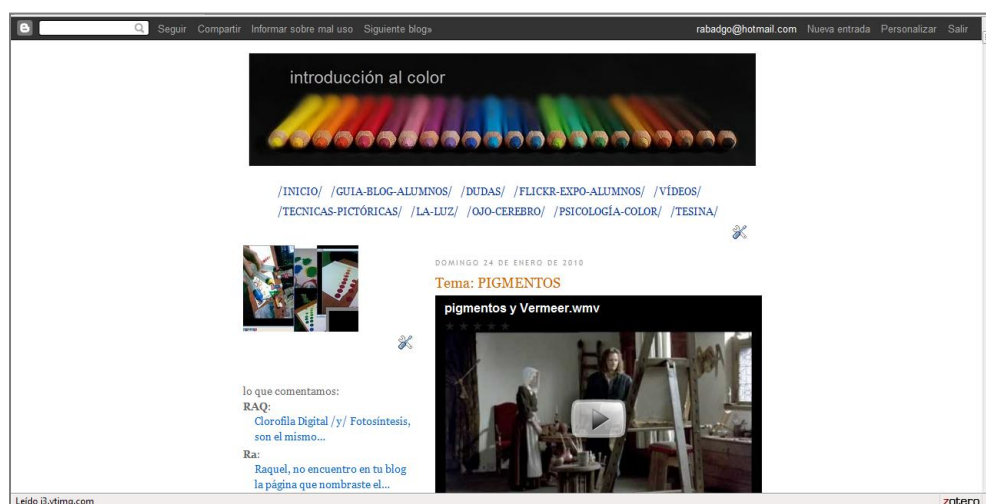 Seguir Compartir Informar sobre mal uso Siguiente blog» rabadgo@hotmail.com Nueva entrada Personalizar Salir
introducción al color
/INICIO/ /GUIA-BLOG-ALUMNOS/ /DUDAS/ /FLICKR-EXPO-ALUMNOS/ /VÍDEOS/
/TECNICAS-PICTÓRICAS/ /LA-LUZ/ /OJO-CEREBRO/ /PSICOLOGÍA-COLOR/ /TESINA/
DOMINGO 24 DE ENERO DE 2010
Tema: PIGMENTOS
pigmentos y Vermeer.wmv
lo que comentamos:
RAQ:
Clorofila Digital /y/ Fotosíntesis,
son el mismo...
Ra:
Raquel, no encuentro en tu blog
la página que nombraste el...
Leído i3.ytimg.com
zotero